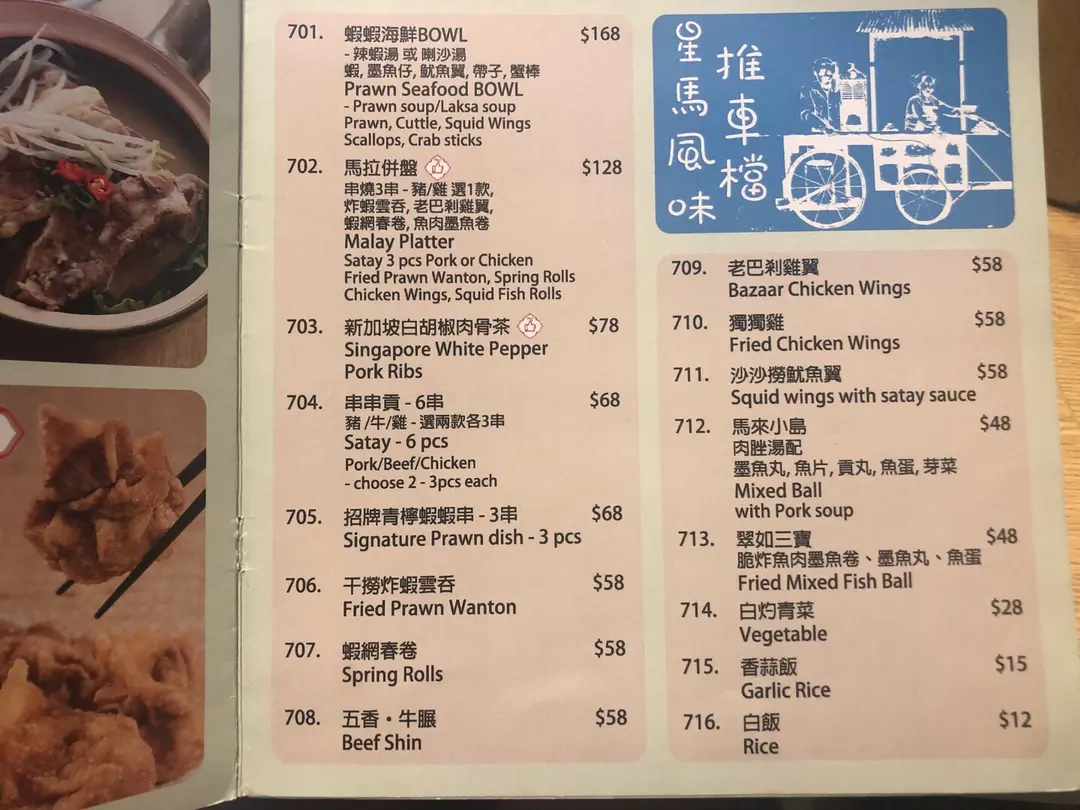 701. 蝦蝦海鮮BOWL $168
- 辣蝦湯 或 喇沙湯
蝦, 墨魚仔, 魷魚翼, 帶子, 蟹棒
Prawn Seafood BOWL
- Prawn soup/Laksa soup
Prawn, Cuttle, Squid Wings
Scallops, Crab sticks
702. 馬拉併盤 $128
串燒3串 - 豬/雞 選1款,
炸蝦雲吞, 老巴剎雞翼,
蝦網春卷, 魚肉墨魚卷
Malay Platter
Satay 3 pcs Pork or Chicken
Fried Prawn Wanton, Spring Rolls
Chicken Wings, Squid Fish Rolls
703. 新加坡白胡椒肉骨茶 $78
Singapore White Pepper
Pork Ribs
704. 串串貢 - 6串 $68
豬 /牛/雞 - 選兩款各3串
Satay - 6 pcs
Pork/Beef/Chicken
- choose 2 - 3pcs each
705. 招牌青檸蝦蝦串 - 3串 $68
Signature Prawn dish - 3 pcs
706. 干撈炸蝦雲吞 $58
Fried Prawn Wanton
707. 蝦網春卷 $58
Spring Rolls
708. 五香・牛𦟌 $58
Beef Shin
星馬風味
推車檔
709. 老巴剎雞翼 $58
Bazaar Chicken Wings
710. 獨獨雞 $58
Fried Chicken Wings
711. 沙沙撈魷魚翼 $58
Squid wings with satay sauce
712. 馬來小島 $48
肉脞湯配
墨魚丸, 魚片, 貢丸, 魚蛋, 芽菜
Mixed Ball
with Pork soup
713. 翠如三寶 $48
脆炸魚肉墨魚卷、墨魚丸、魚蛋
Fried Mixed Fish Ball
714. 白灼青菜 $28
Vegetable
715. 香蒜飯 $15
Garlic Rice
716. 白飯 $12
Rice